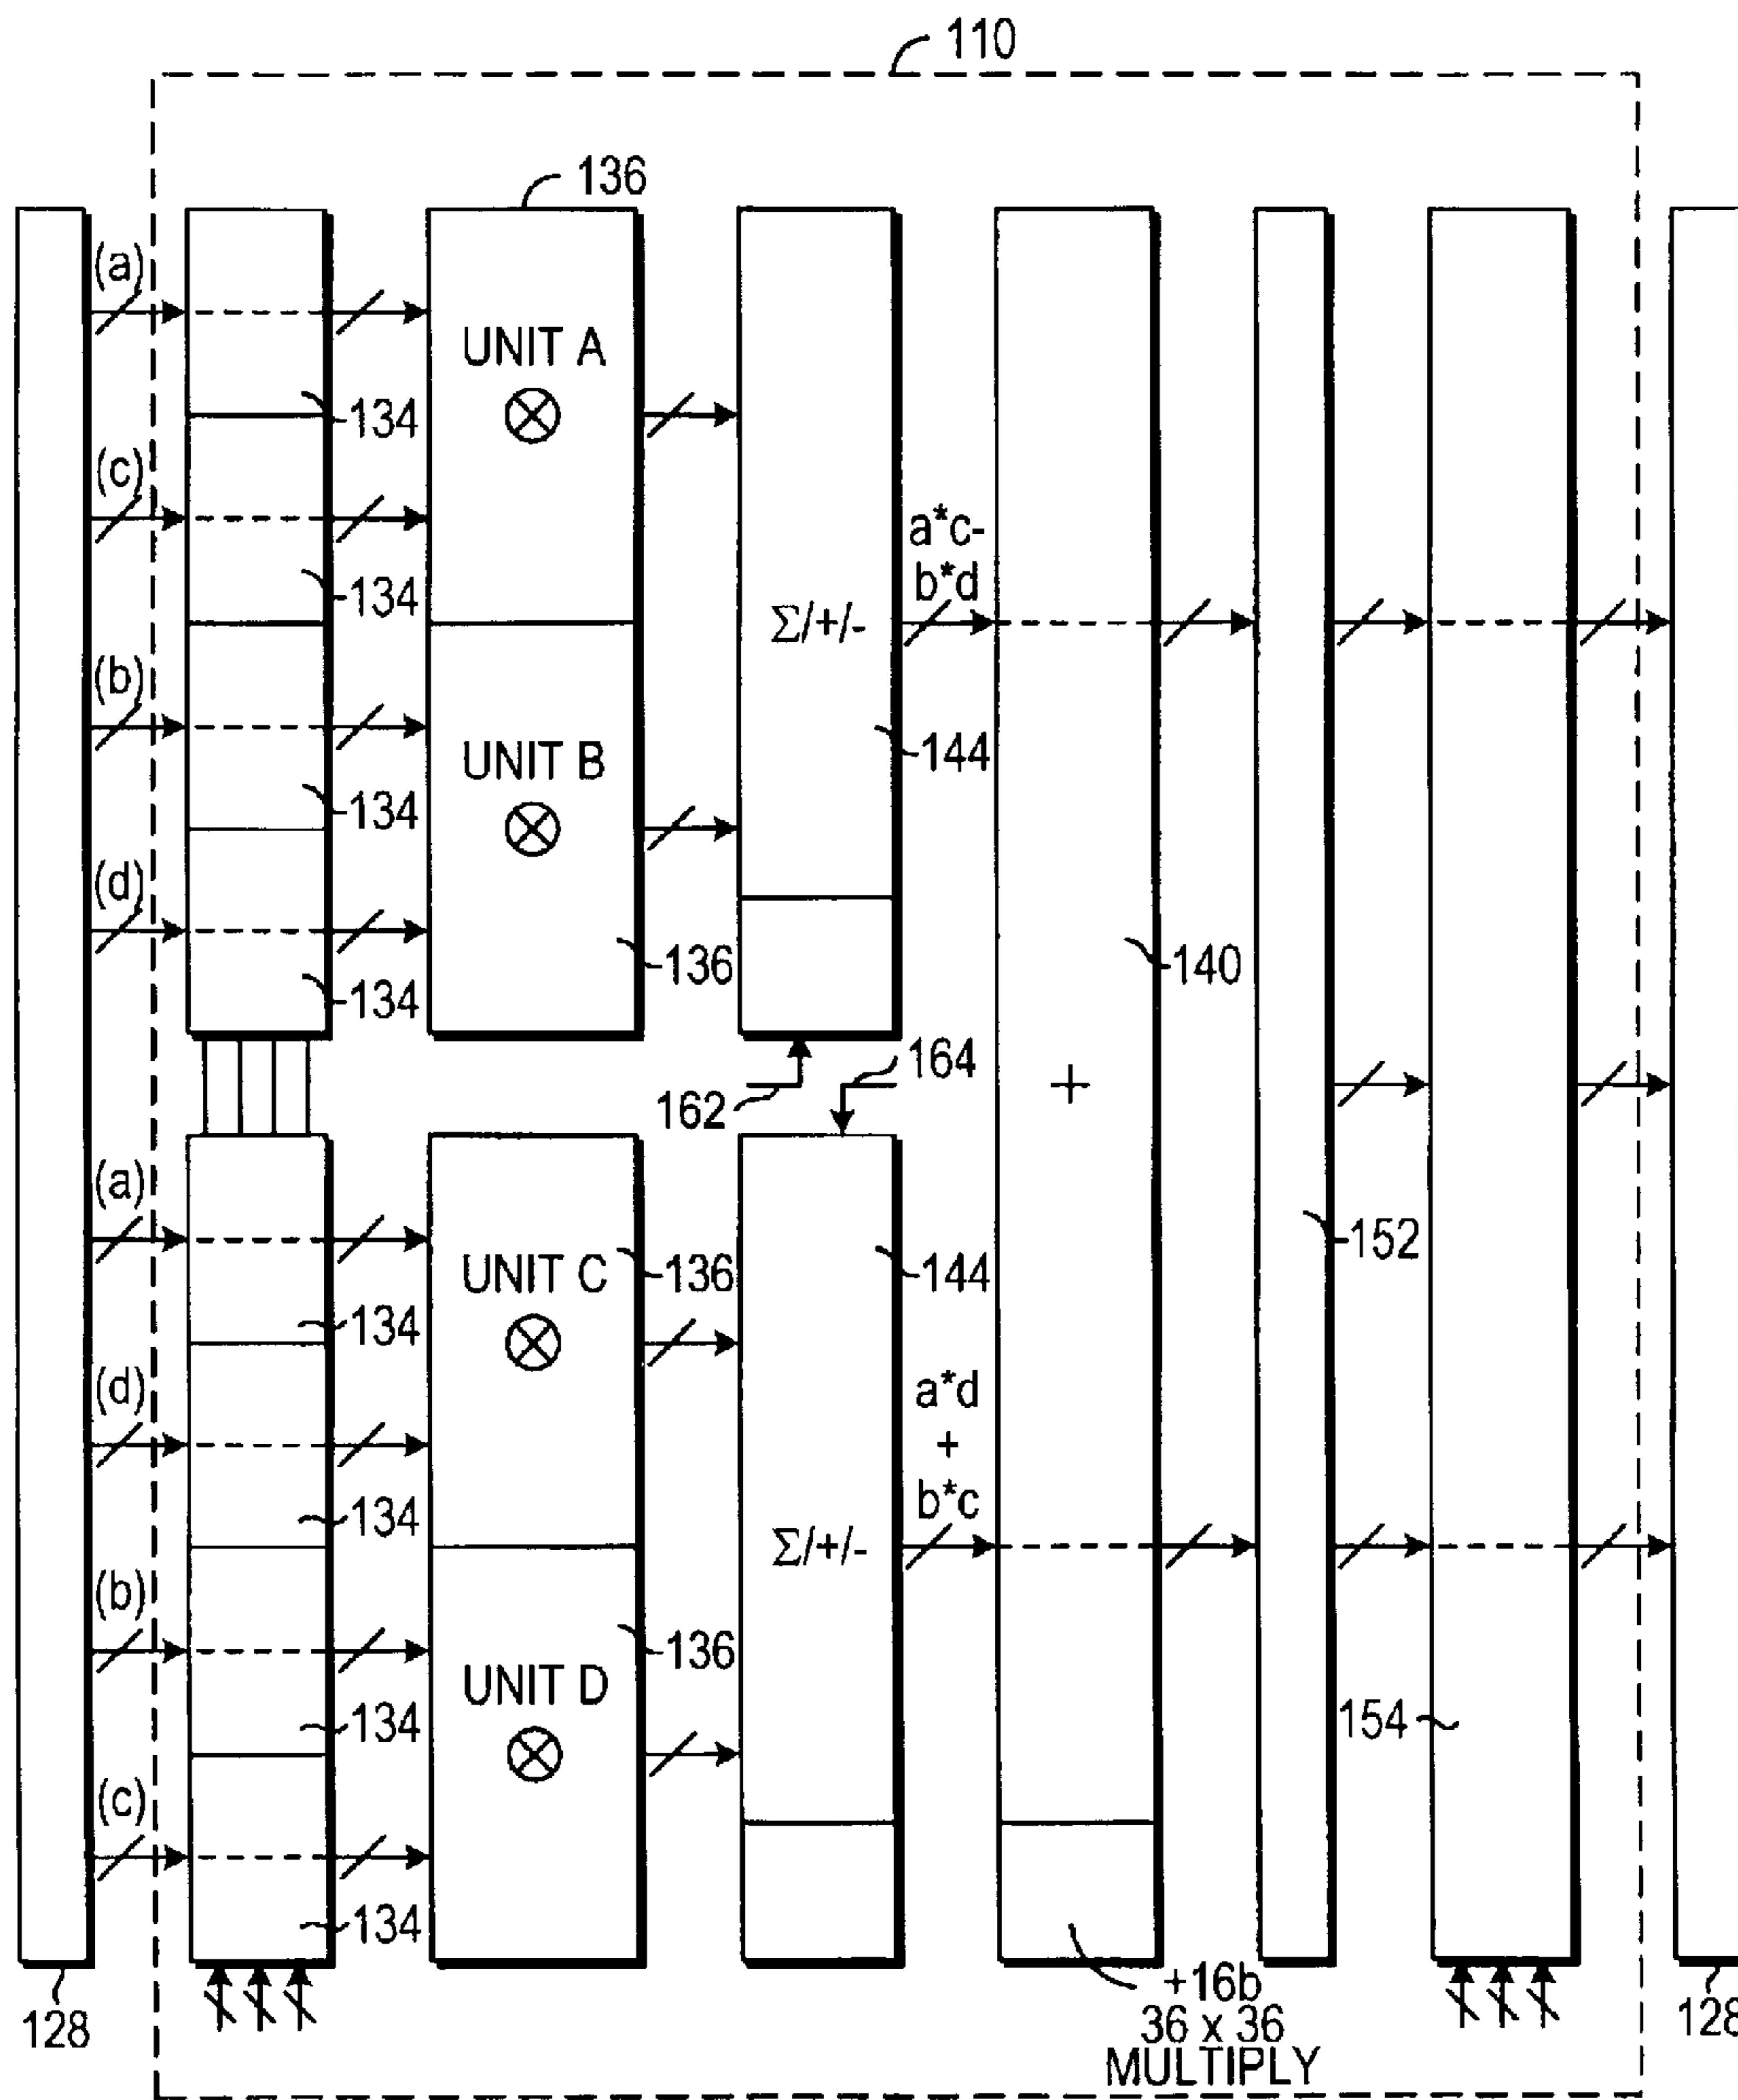 110
136
(a)
UNIT A
134
(c)
a*c-
b*d
134
Σ/+/-
(b)
UNIT B
144
134
(d)
136
140
134
164
162
+
(a)
152
UNIT C
136
144
134
(d)
a*d
+
b*c
134
Σ/+/-
(b)
136
UNIT D
154
134
(c)
134
+16b
128
36 x 36
128
MULTIPLY